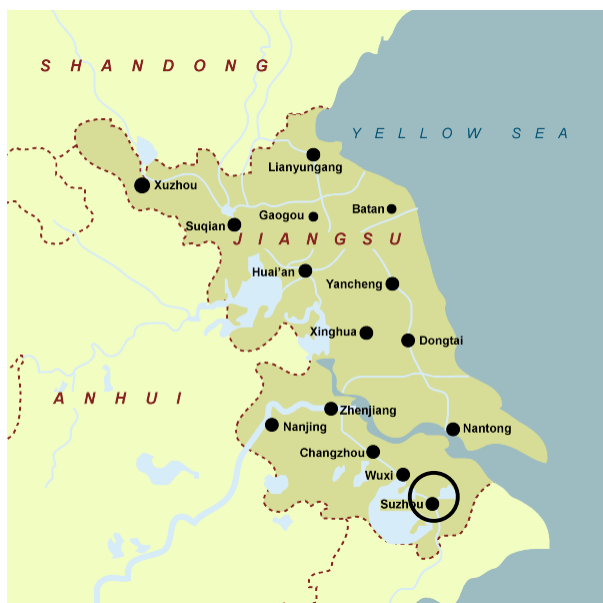 SHANDONG
YELLOW SEA
Lianyungang
Xuzhou
Gaogou
Batan
Suqian
JIANGSU
Huai'an
Yancheng
Xinghua
Dongtai
ANHUI
Zhenjiang
Nanjing
Nantong
Changzhou
Wuxi
Suzhou